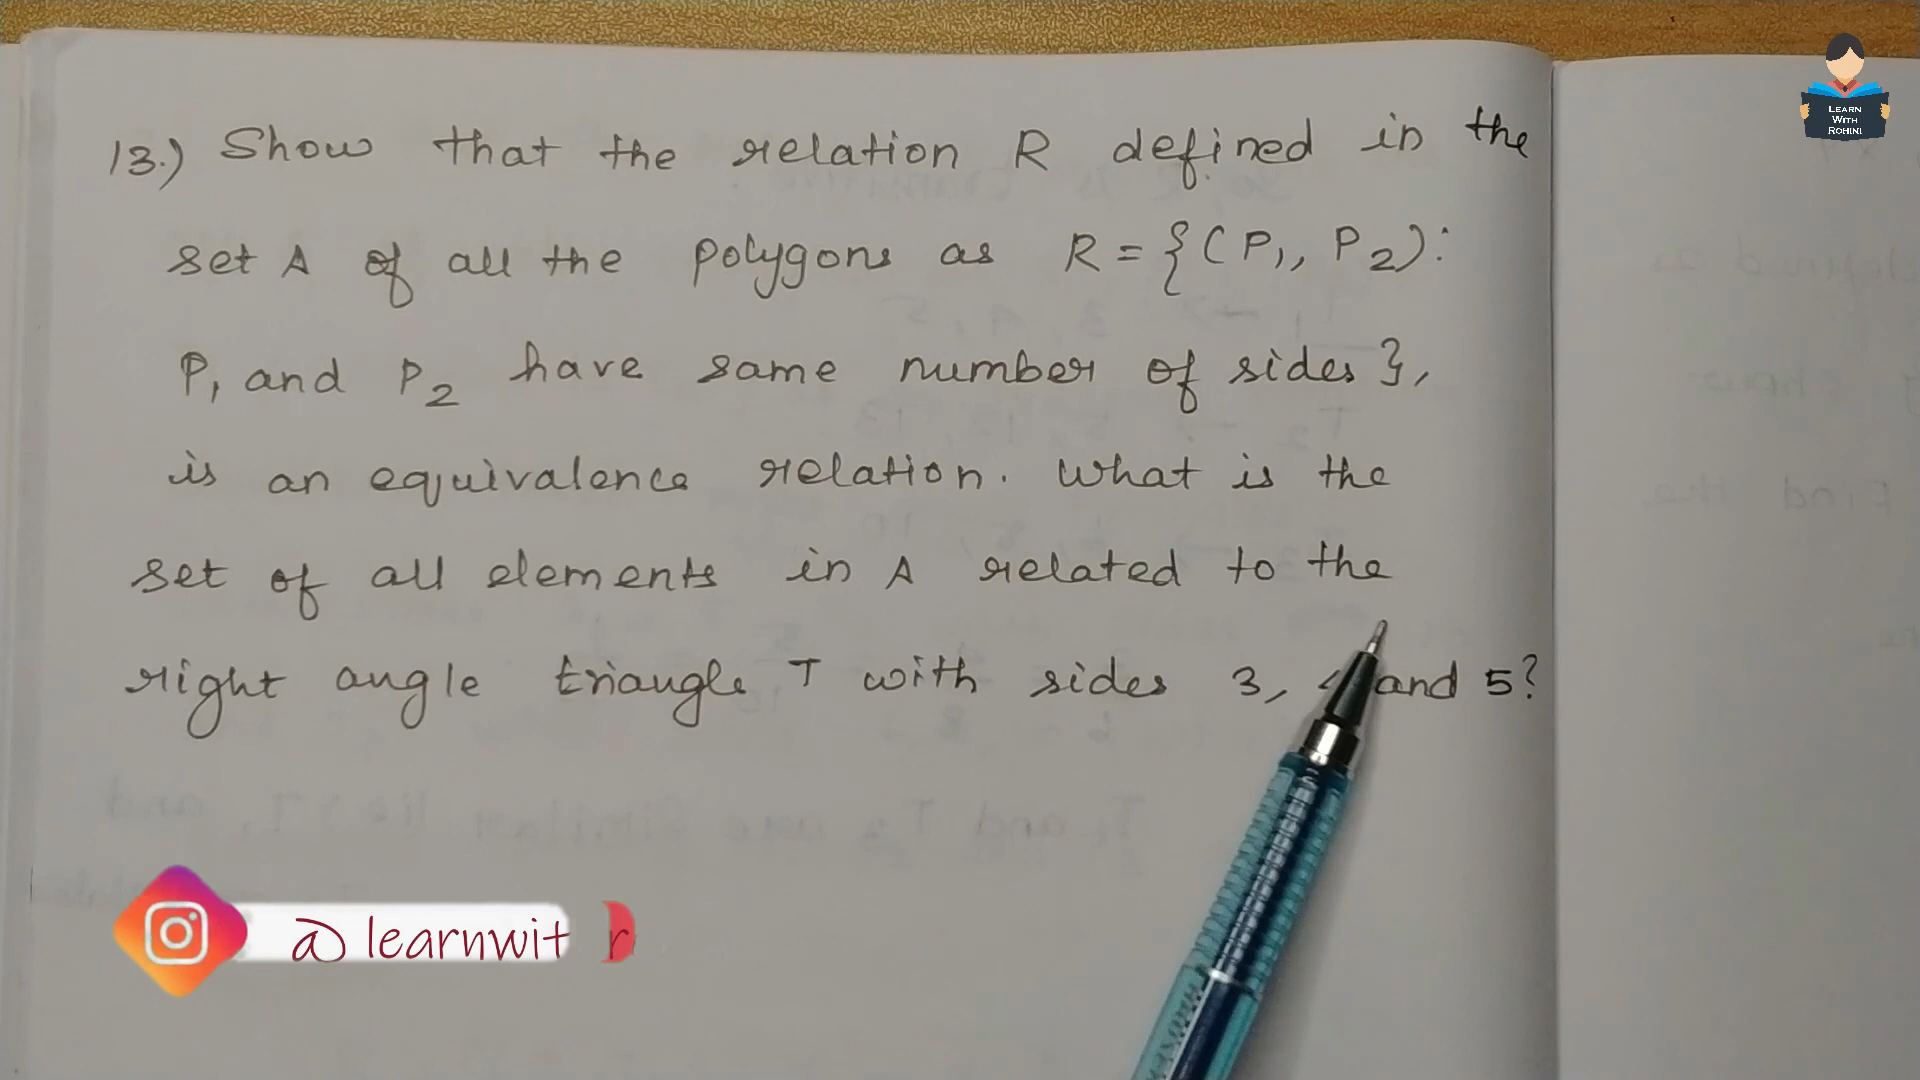 LEARN
WITH
ROHINI
13.) Show that the relation R defined in the
set A of all the polygons as R = {(P1, P2):
P1 and P2 have same number of sides},
is an equivalence relation. What is the
set of all elements in A related to the
right angle triangle T with sides 3, and 5?
@learnwit r